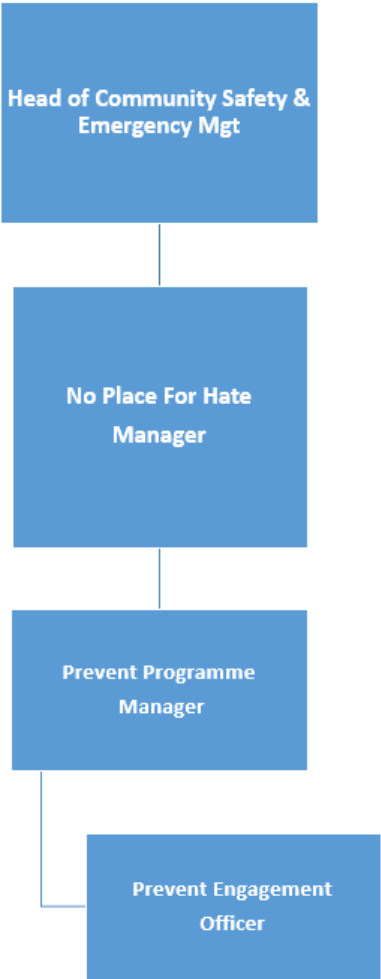 Head of Community Safety &
Emergency Mgt
No Place For Hate
Manager
Prevent Programme
Manager
Prevent Engagement
Officer